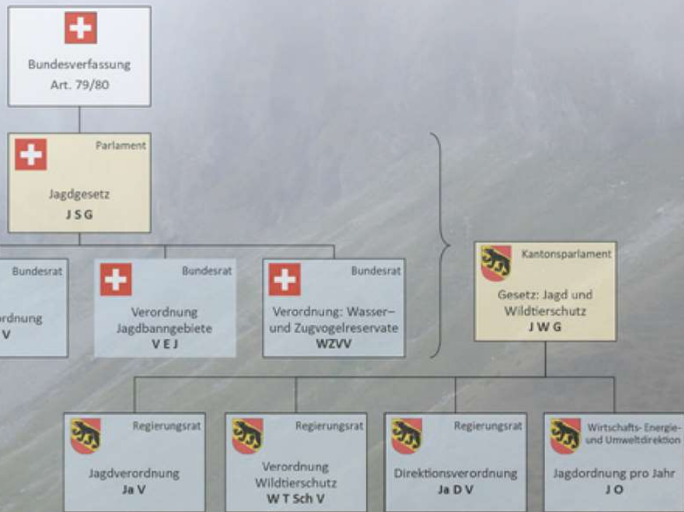 Bundesverfassung
Art. 79/80
Parlament
Jagdgesetz
J S G
Bundesrat
V
Bundesrat
Verordnung
Jagdbanngebiete
V E J
Bundesrat
Verordnung: Wasser–
und Zugvogelreservate
WZVV
Kantonsparlament
Gesetz: Jagd und
Wildtierschutz
J W G
Regierungsrat
Jagdverordnung
Ja V
Regierungsrat
Verordnung
Wildtierschutz
W T Sch V
Regierungsrat
Direktionsverordnung
Ja D V
Wirtschafts- Energie-
und Umweltdirektion
Jagdordnung pro Jahr
J O